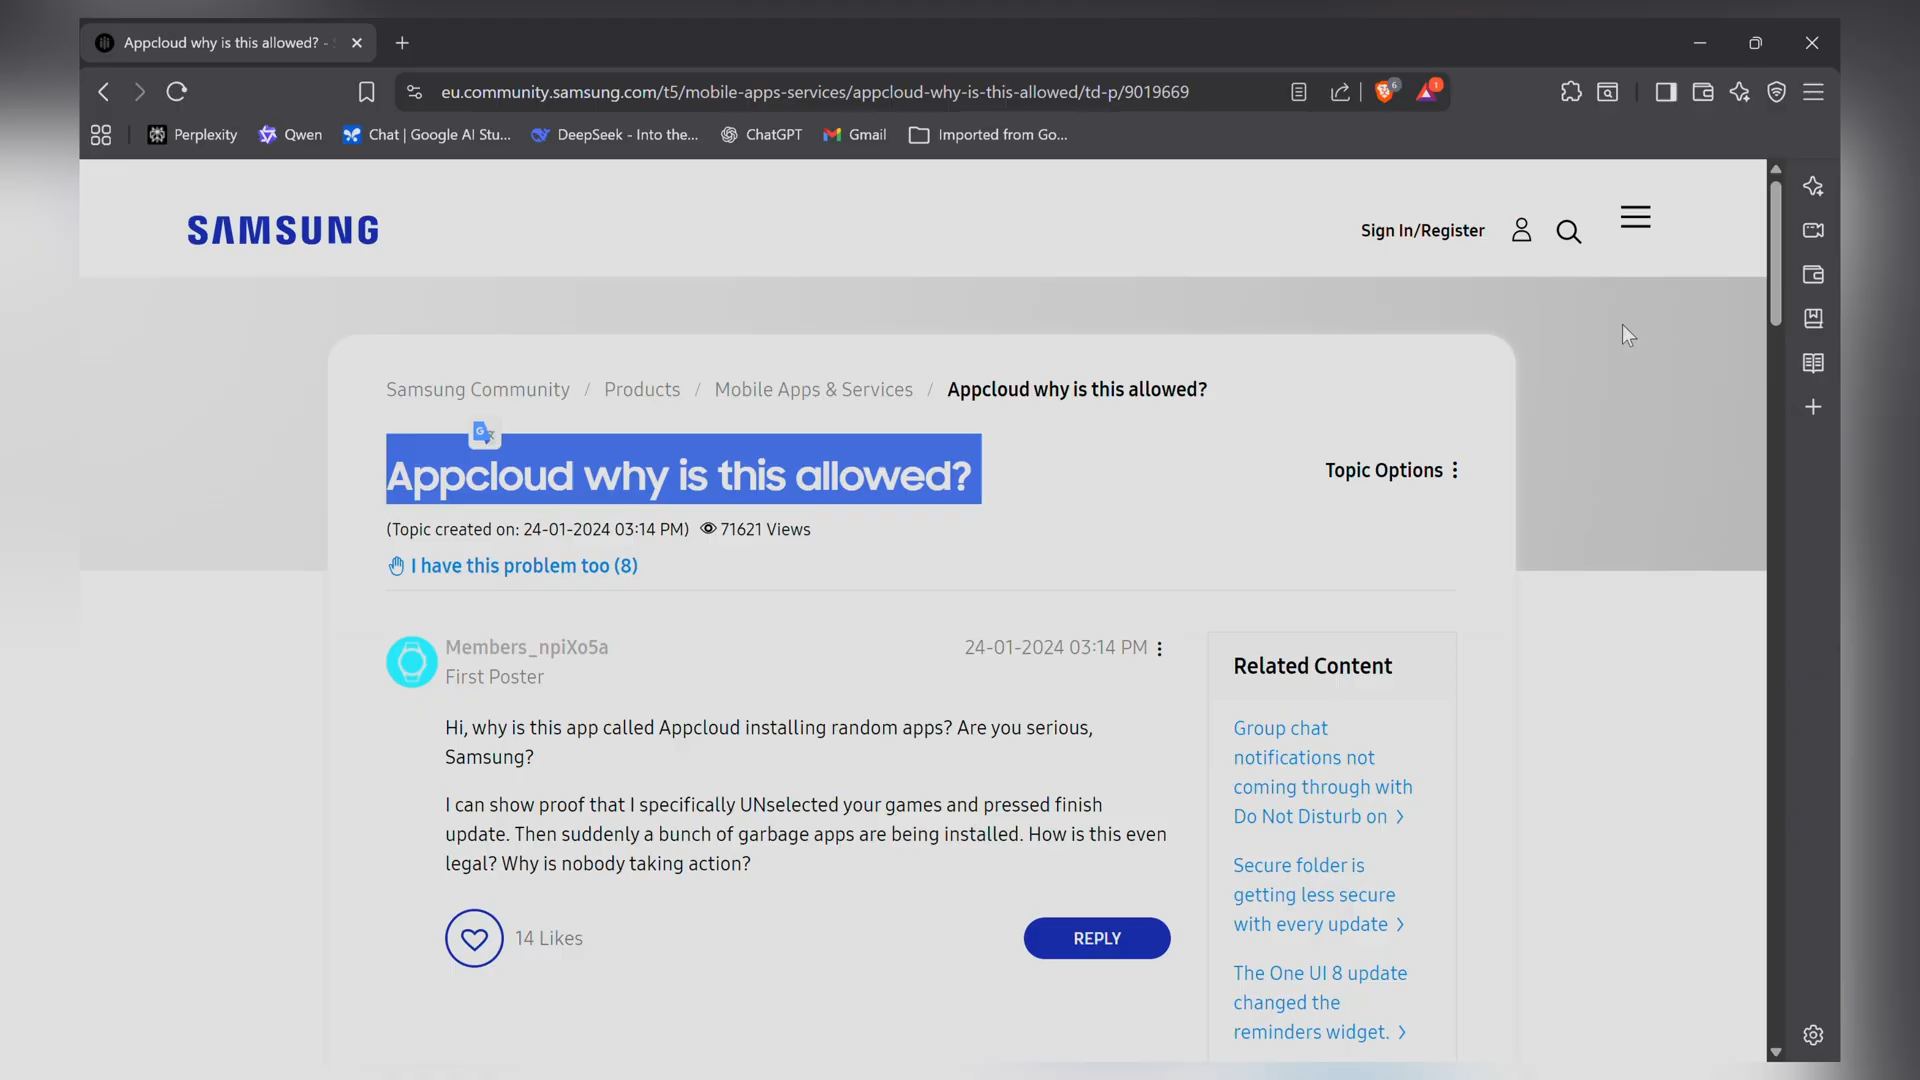 Appcloud why is this allowed? -
eu.community.samsung.com/t5/mobile-apps-services/appcloud-why-is-this-allowed/td-p/9019669
6
1
Perplexity
Qwen
Chat | Google AI Stu...
DeepSeek - Into the...
ChatGPT
Gmail
Imported from Go...
SAMSUNG
Sign In/Register
Samsung Community / Products / Mobile Apps & Services / Appcloud why is this allowed?
Appcloud why is this allowed?
Topic Options
(Topic created on: 24-01-2024 03:14 PM) 71621 Views
I have this problem too (8)
Members_npiXo5a
First Poster
24-01-2024 03:14 PM
Hi, why is this app called Appcloud installing random apps? Are you serious,
Samsung?
I can show proof that I specifically UNselected your games and pressed finish
update. Then suddenly a bunch of garbage apps are being installed. How is this even
legal? Why is nobody taking action?
14 Likes
REPLY
Related Content
Group chat
notifications not
coming through with
Do Not Disturb on
Secure folder is
getting less secure
with every update
The One UI 8 update
changed the
reminders widget.